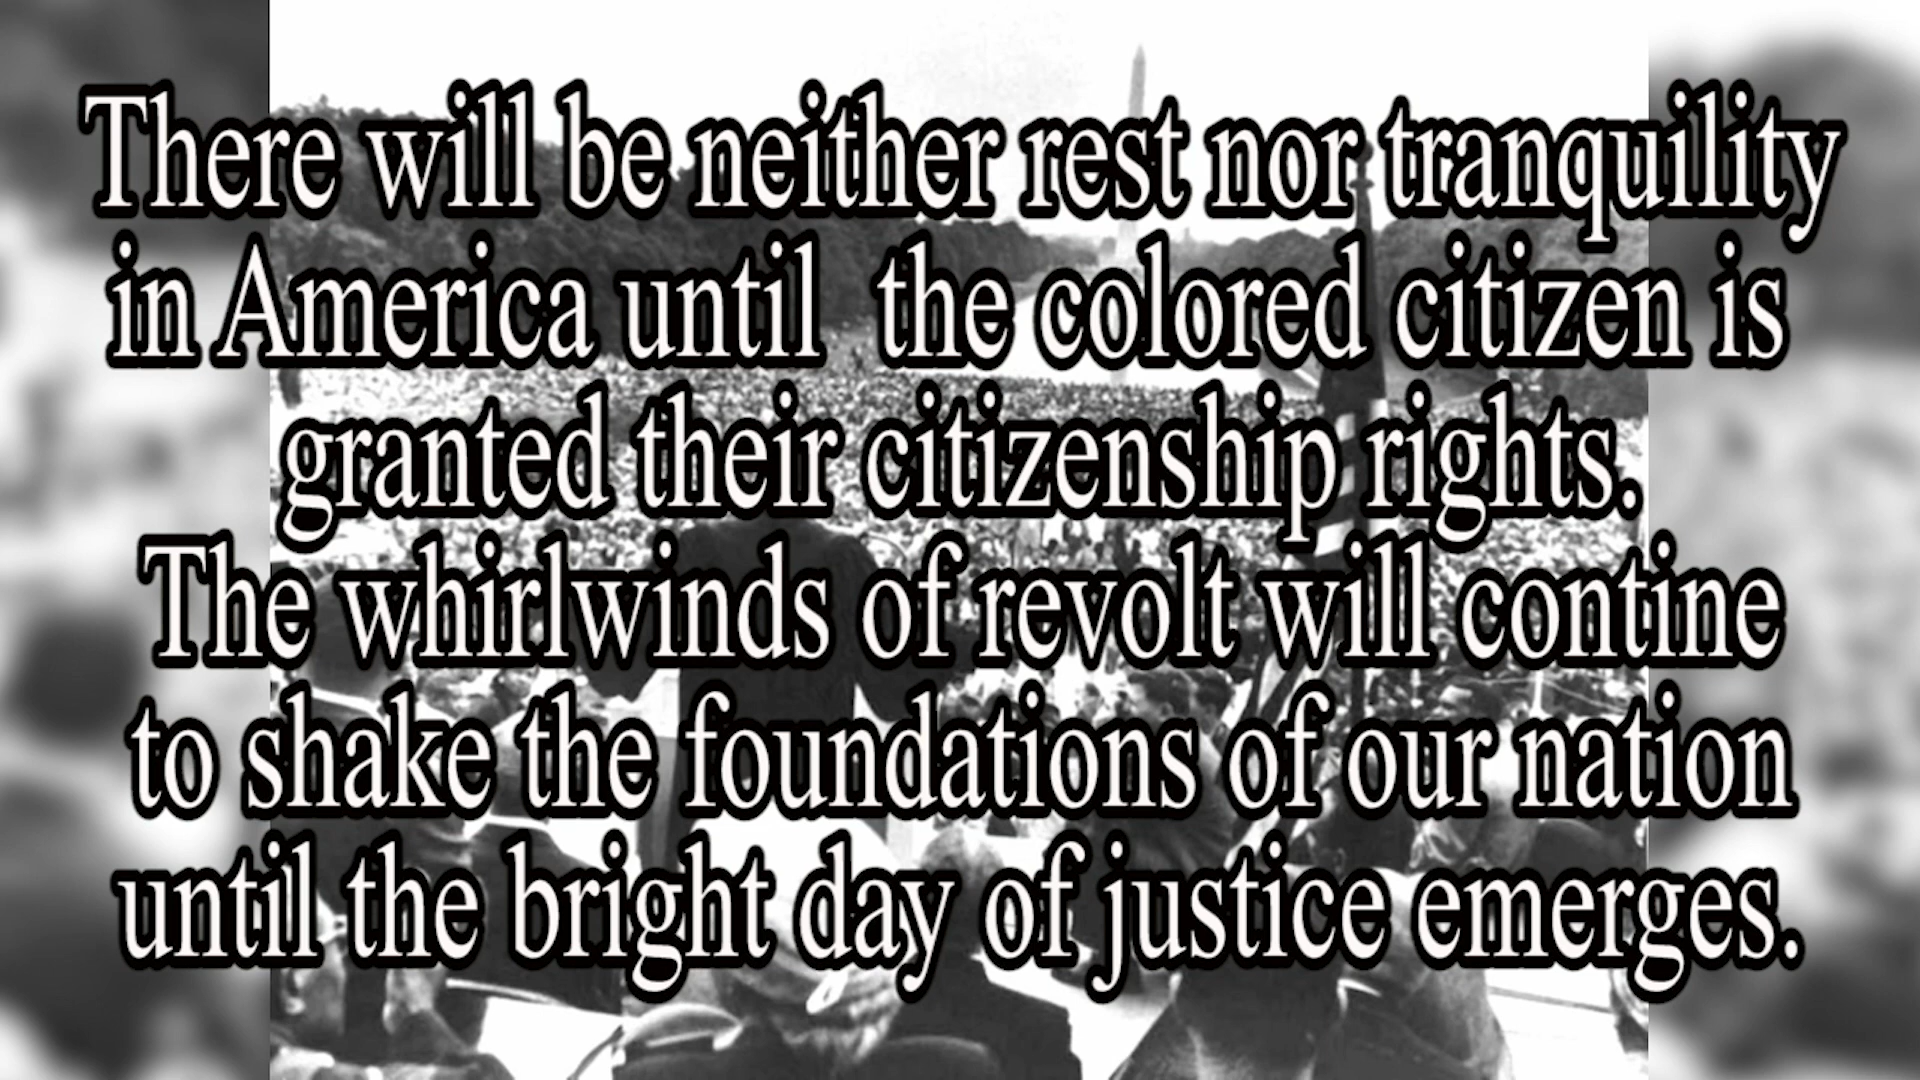 There will be neither rest nor tranquility
in America until the colored citizen is
granted their citizenship rights.
The whirlwinds of revolt will contine
to shake the foundations of our nation
until the bright day of justice emerges.